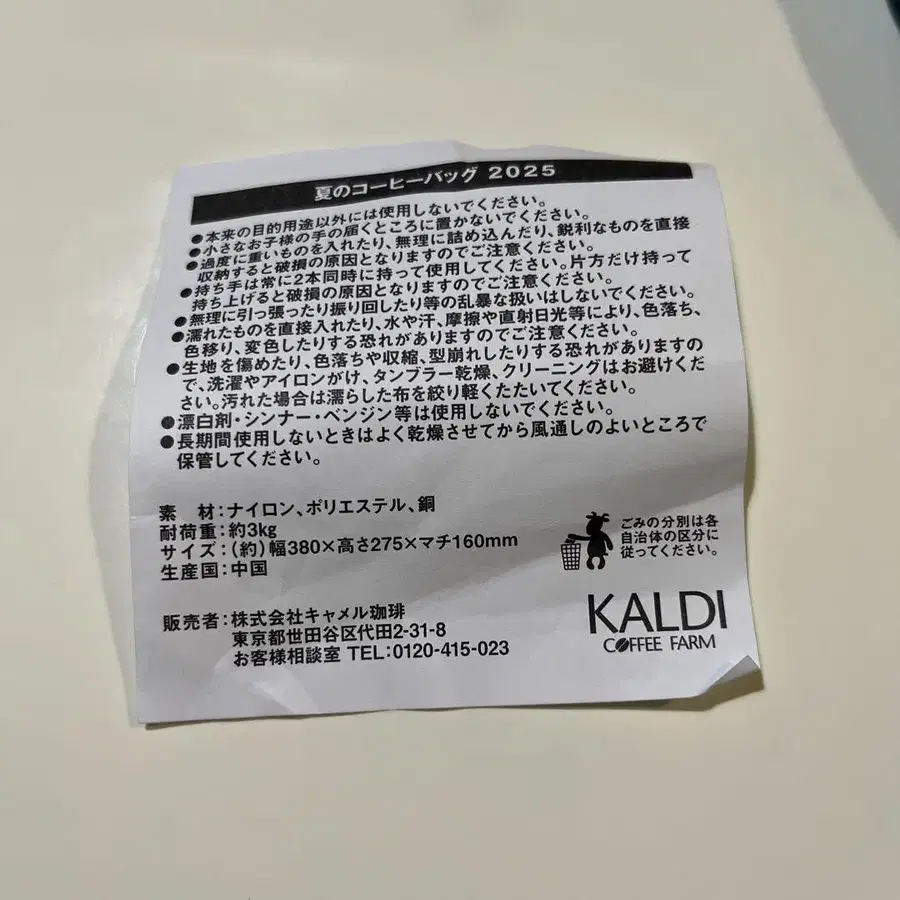 夏のコーヒーバッグ 2025
●本来の目的用途以外には使用しないでください。
●小さなお子様の手の届くところに置かないでください。
●過度に重いものを入れたり、無理に詰め込んだり、鋭利なものを直接
収納すると破損の原因となりますのでご注意ください。
●持ち手は常に2本同時に持って使用してください。片方だけ持って
持ち上げると破損の原因となりますのでご注意ください。
●無理に引っ張ったり振り回したり等の乱暴な扱いはしないでください。
●濡れたものを直接入れたり、水や汗、摩擦や直射日光等により、色落ち、
色移り、変色したりする恐れがありますのでご注意ください。
●生地を傷めたり、色落ちや収縮、型崩れしたりする恐れがありますの
で、洗濯やアイロンがけ、タンブラー乾燥、クリーニングはお避けくだ
さい。汚れた場合は濡らした布を絞り軽くたたいてください。
●漂白剤・シンナー・ベンジン等は使用しないでください。
●長期間使用しないときはよく乾燥させてから風通しのよいところで
保管してください。
素 材：ナイロン、ポリエステル、銅
耐荷重：約3kg
サイズ：（約）幅380×高さ275×マチ160mm
生産国：中国
ごみの分別は各
自治体の区分に
従ってください。
販売者：株式会社キャメル珈琲
東京都世田谷区代田2-31-8
お客様相談室 TEL：0120-415-023
KALDI
COFFEE FARM